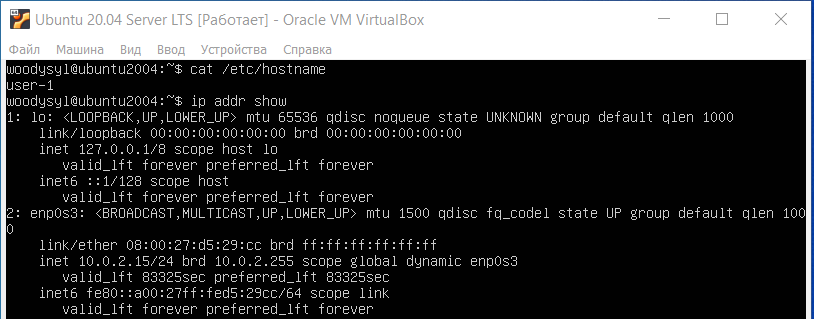 Ubuntu 20.04 Server LTS [Работает] - Oracle VM VirtualBox
Файл Машина Вид Ввод Устройства Справка
woodysyl@ubuntu2004:~$ cat /etc/hostname
user-1
woodysyl@ubuntu2004:~$ ip addr show
1: lo: <LOOPBACK,UP,LOWER_UP> mtu 65536 qdisc noqueue state UNKNOWN group default qlen 1000
    link/loopback 00:00:00:00:00:00 brd 00:00:00:00:00:00
    inet 127.0.0.1/8 scope host lo
       valid_lft forever preferred_lft forever
    inet6 ::1/128 scope host
       valid_lft forever preferred_lft forever
2: enp0s3: <BROADCAST,MULTICAST,UP,LOWER_UP> mtu 1500 qdisc fq_codel state UP group default qlen 100
0
    link/ether 08:00:27:d5:29:cc brd ff:ff:ff:ff:ff:ff
    inet 10.0.2.15/24 brd 10.0.2.255 scope global dynamic enp0s3
       valid_lft 83325sec preferred_lft 83325sec
    inet6 fe80::a00:27ff:fed5:29cc/64 scope link
       valid_lft forever preferred_lft forever